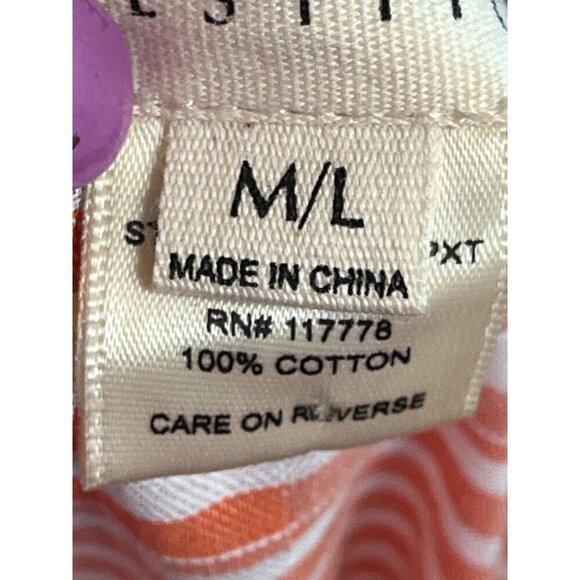 M/L
MADE IN CHINA
RN# 117778
100% COTTON
CARE ON REVERSE